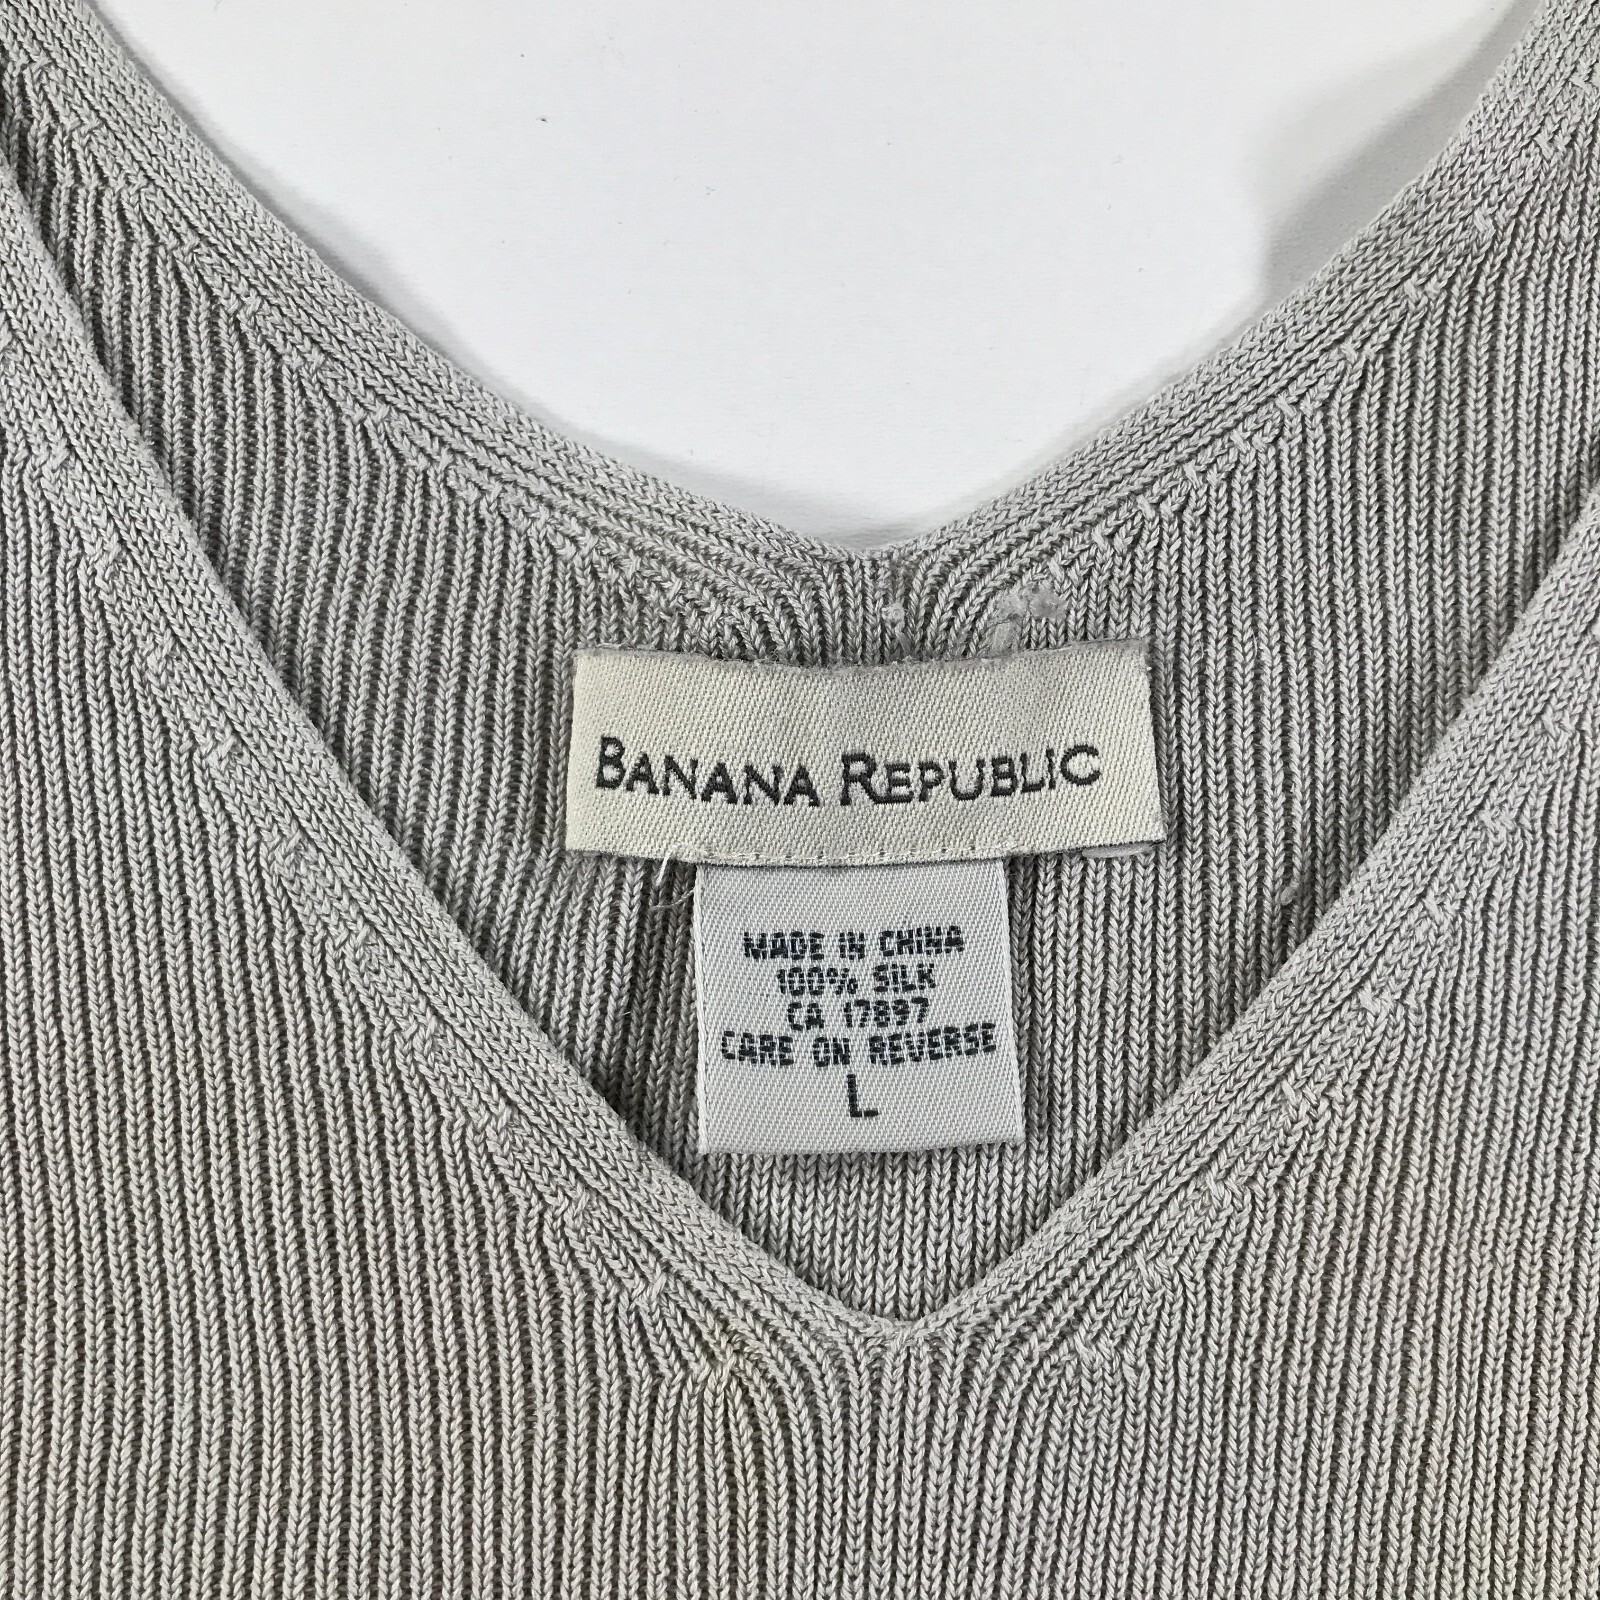 BANANA REPUBLIC
MADE IN CHINA
100% SILK
CA 17897
CARE ON REVERSE
L